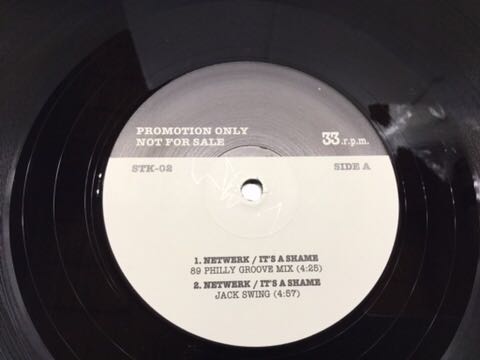 PROMOTION ONLY
NOT FOR SALE
33 r.p.m.
STK-02
SIDE A
1. NETWERK / IT'S A SHAME
89 PHILLY GROOVE MIX (4:25)
2. NETWERK / IT'S A SHAME
JACK SWING (4:57)